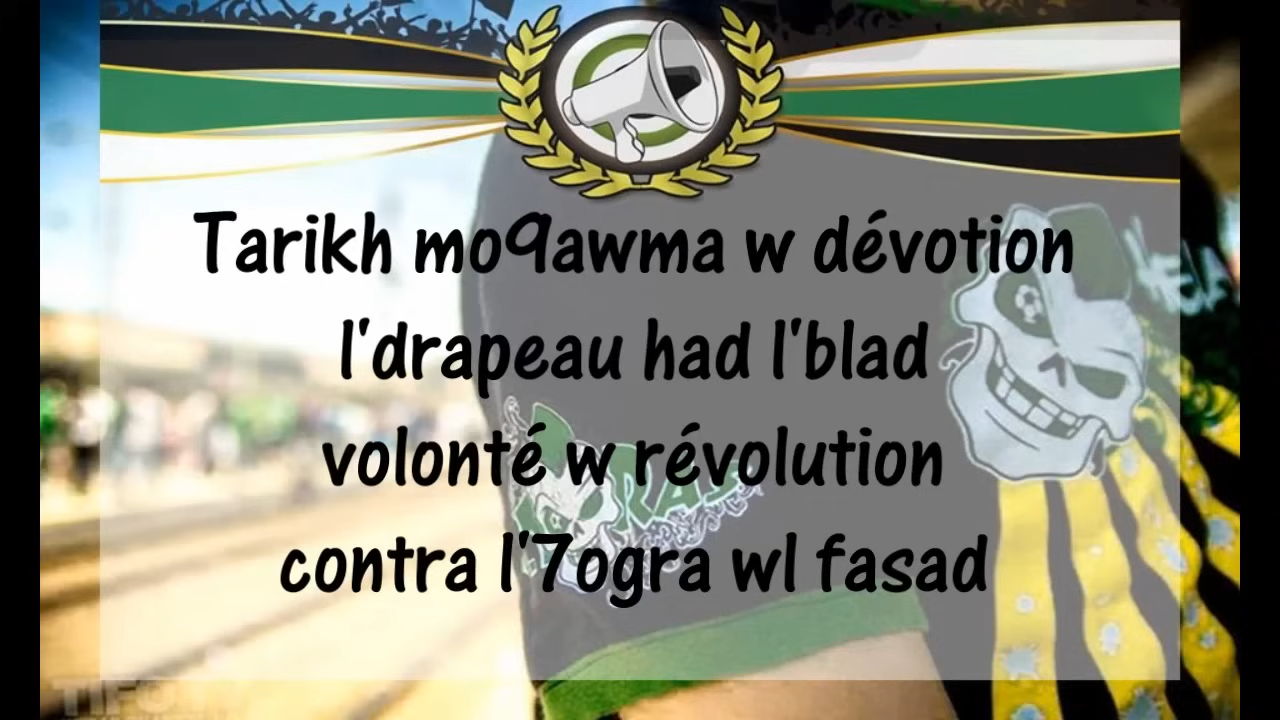 Tarikh mo9awma w dévotion
l'drapeau had l'blad
volonté w révolution
contra l'7ogra wl fasad